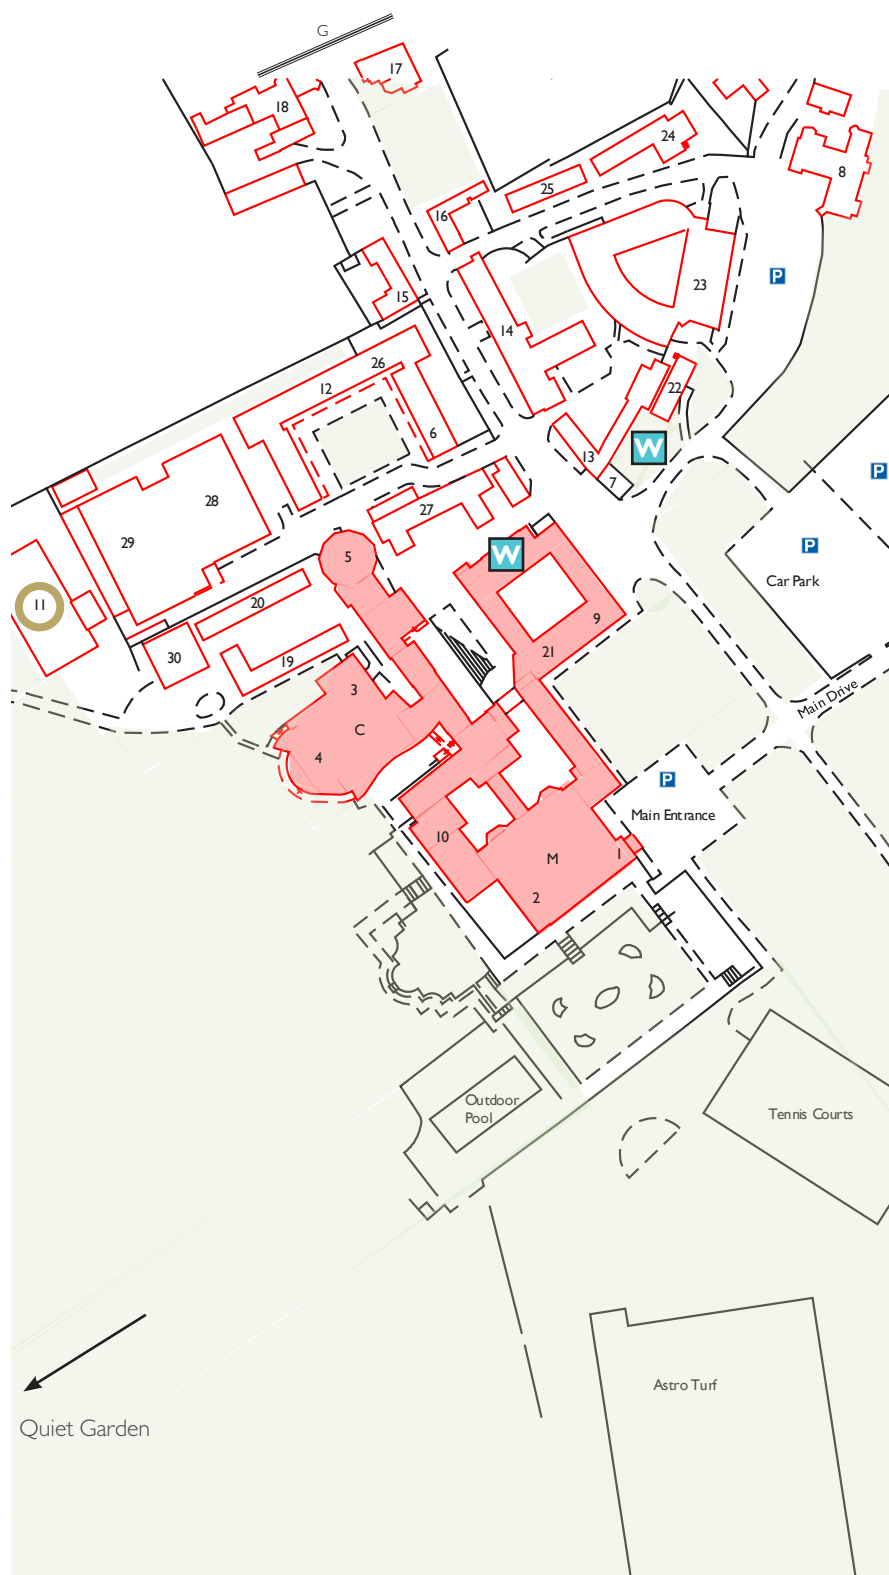 G
17
18
24
8
25
16
P
23
15
14
26
12
22
6
13
W
7
P
28
27
29
P
W
5
Car Park
11
20
9
21
30
19
3
Main Drive
C
4
P
Main Entrance
10
M
1
2
Outdoor
Pool
Tennis Courts
Astro Turf
Quiet Garden